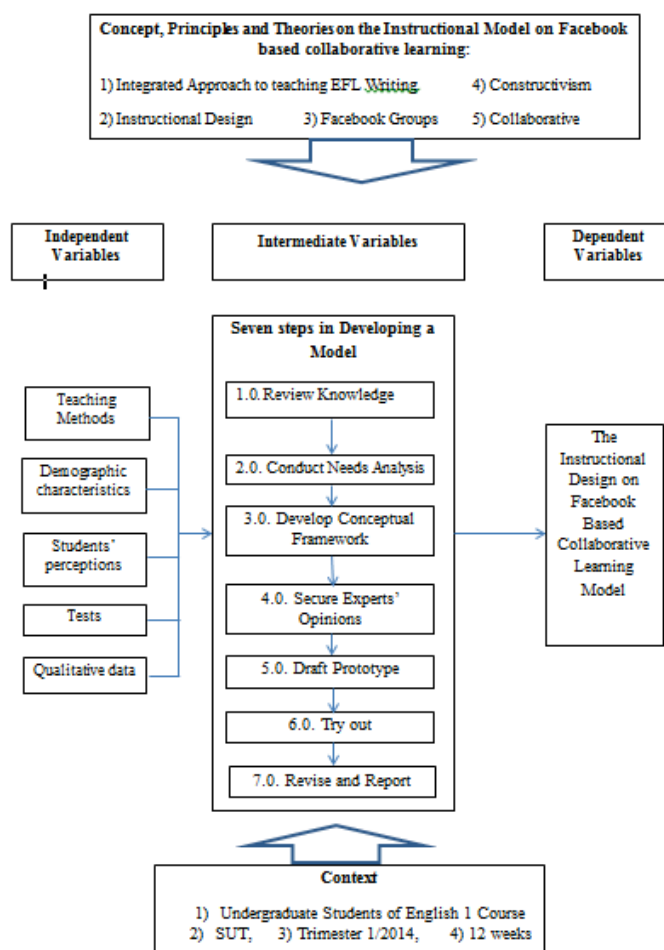 Concept, Principles and Theories on the Instructional Model on Facebook
based collaborative learning:
1) Integrated Approach to teaching EFL Writing 4) Constructivism
2) Instructional Design 3) Facebook Groups 5) Collaborative
Independent
Variables
Intermediate Variables
Dependent
Variables
Seven steps in Developing a
Model
Teaching
Methods
Demographic
characteristics
Students’
perceptions
Tests
Qualitative data
1.0. Review Knowledge
2.0. Conduct Needs Analysis
3.0. Develop Conceptual
Framework
4.0. Secure Experts’
Opinions
5.0. Draft Prototype
6.0. Try out
7.0. Revise and Report
The
Instructional
Design on
Facebook
Based
Collaborative
Learning
Model
Context
1) Undergraduate Students of English 1 Course
2) SUT, 3) Trimester 1/2014, 4) 12 weeks